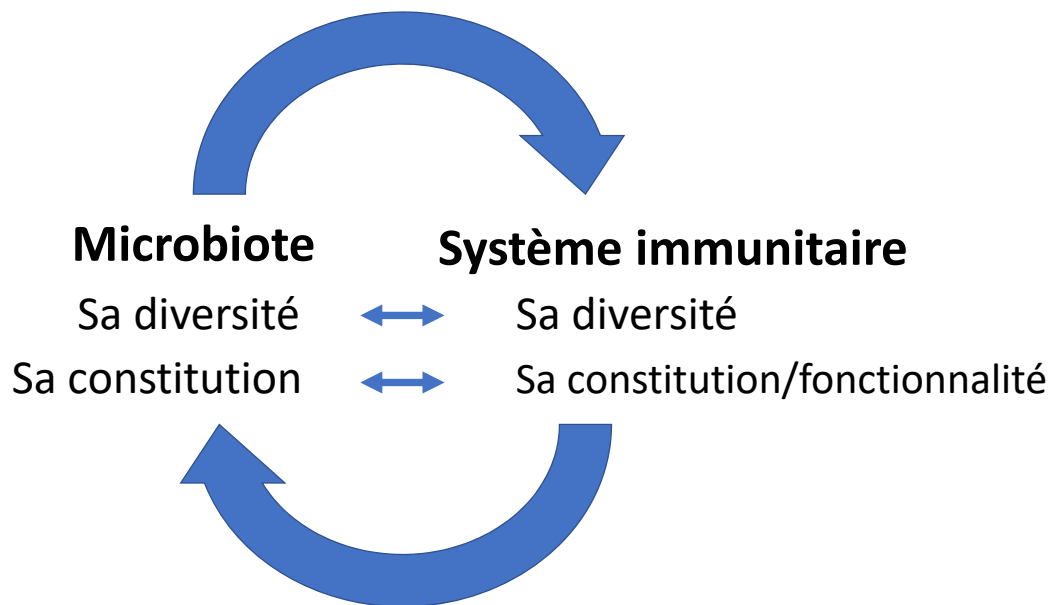 Microbiote
Système immunitaire
Sa diversité
Sa diversité
Sa constitution
Sa constitution/fonctionnalité